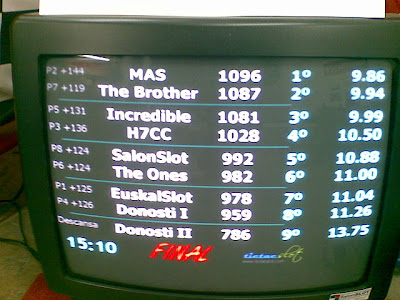 P2 +144 MAS 1096 1º 9.86
P7 +119 The Brother 1087 2º 9.94
P5 +131 Incredible 1081 3º 9.99
P3 +136 H7CC 1028 4º 10.50
P8 +124 SalonSlot 992 5º 10.88
P6 +124 The Ones 982 6º 11.00
P1 +125 EuskalSlot 978 7º 11.04
P4 +126 Donosti I 959 8º 11.26
Descansa Donosti II 786 9º 13.75
15:10 FINAL tictacslot